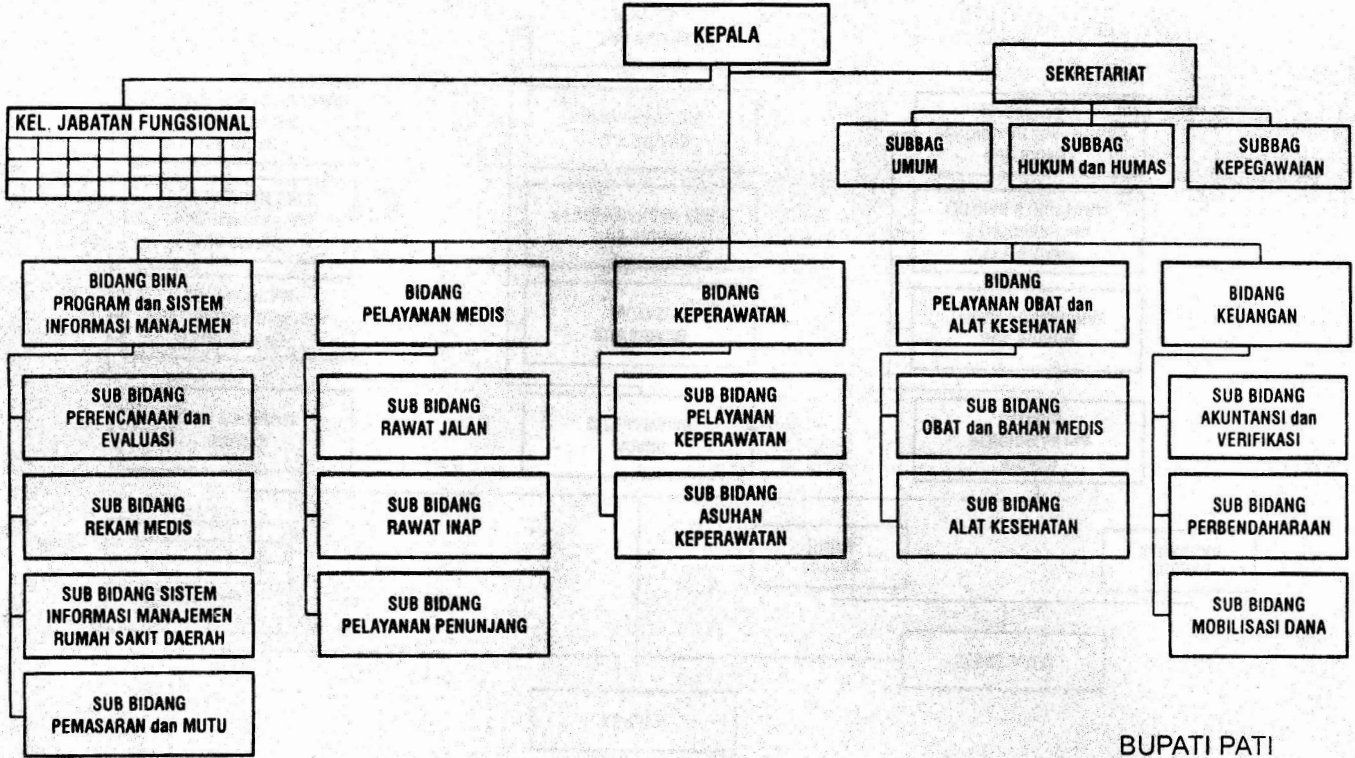 KEPALA
SEKRETARIAT
KEL. JABATAN FUNGSIONAL
SUBBAG
UMUM
SUBBAG
HUKUM dan HUMAS
SUBBAG
KEPEGAWAIAN
BIDANG BINA
PROGRAM dan SISTEM
INFORMASI MANAJEMEN
BIDANG
PELAYANAN MEDIS
BIDANG
KEPERAWATAN
BIDANG
PELAYANAN OBAT dan
ALAT KESEHATAN
BIDANG
KEUANGAN
SUB BIDANG
PERENCANAAN dan
EVALUASI
SUB BIDANG
RAWAT JALAN
SUB BIDANG
PELAYANAN
KEPERAWATAN
SUB BIDANG
OBAT dan BAHAN MEDIS
SUB BIDANG
AKUNTANSI dan
VERIFIKASI
SUB BIDANG
REKAM MEDIS
SUB BIDANG
RAWAT INAP
SUB BIDANG
ASUHAN
KEPERAWATAN
SUB BIDANG
ALAT KESEHATAN
SUB BIDANG
PERBENDAHARAAN
SUB BIDANG SISTEM
INFORMASI MANAJEMEN
RUMAH SAKIT DAERAH
SUB BIDANG
PELAYANAN PENUNJANG
SUB BIDANG
MOBILISASI DANA
SUB BIDANG
PEMASARAN dan MUTU
BUPATI PATI